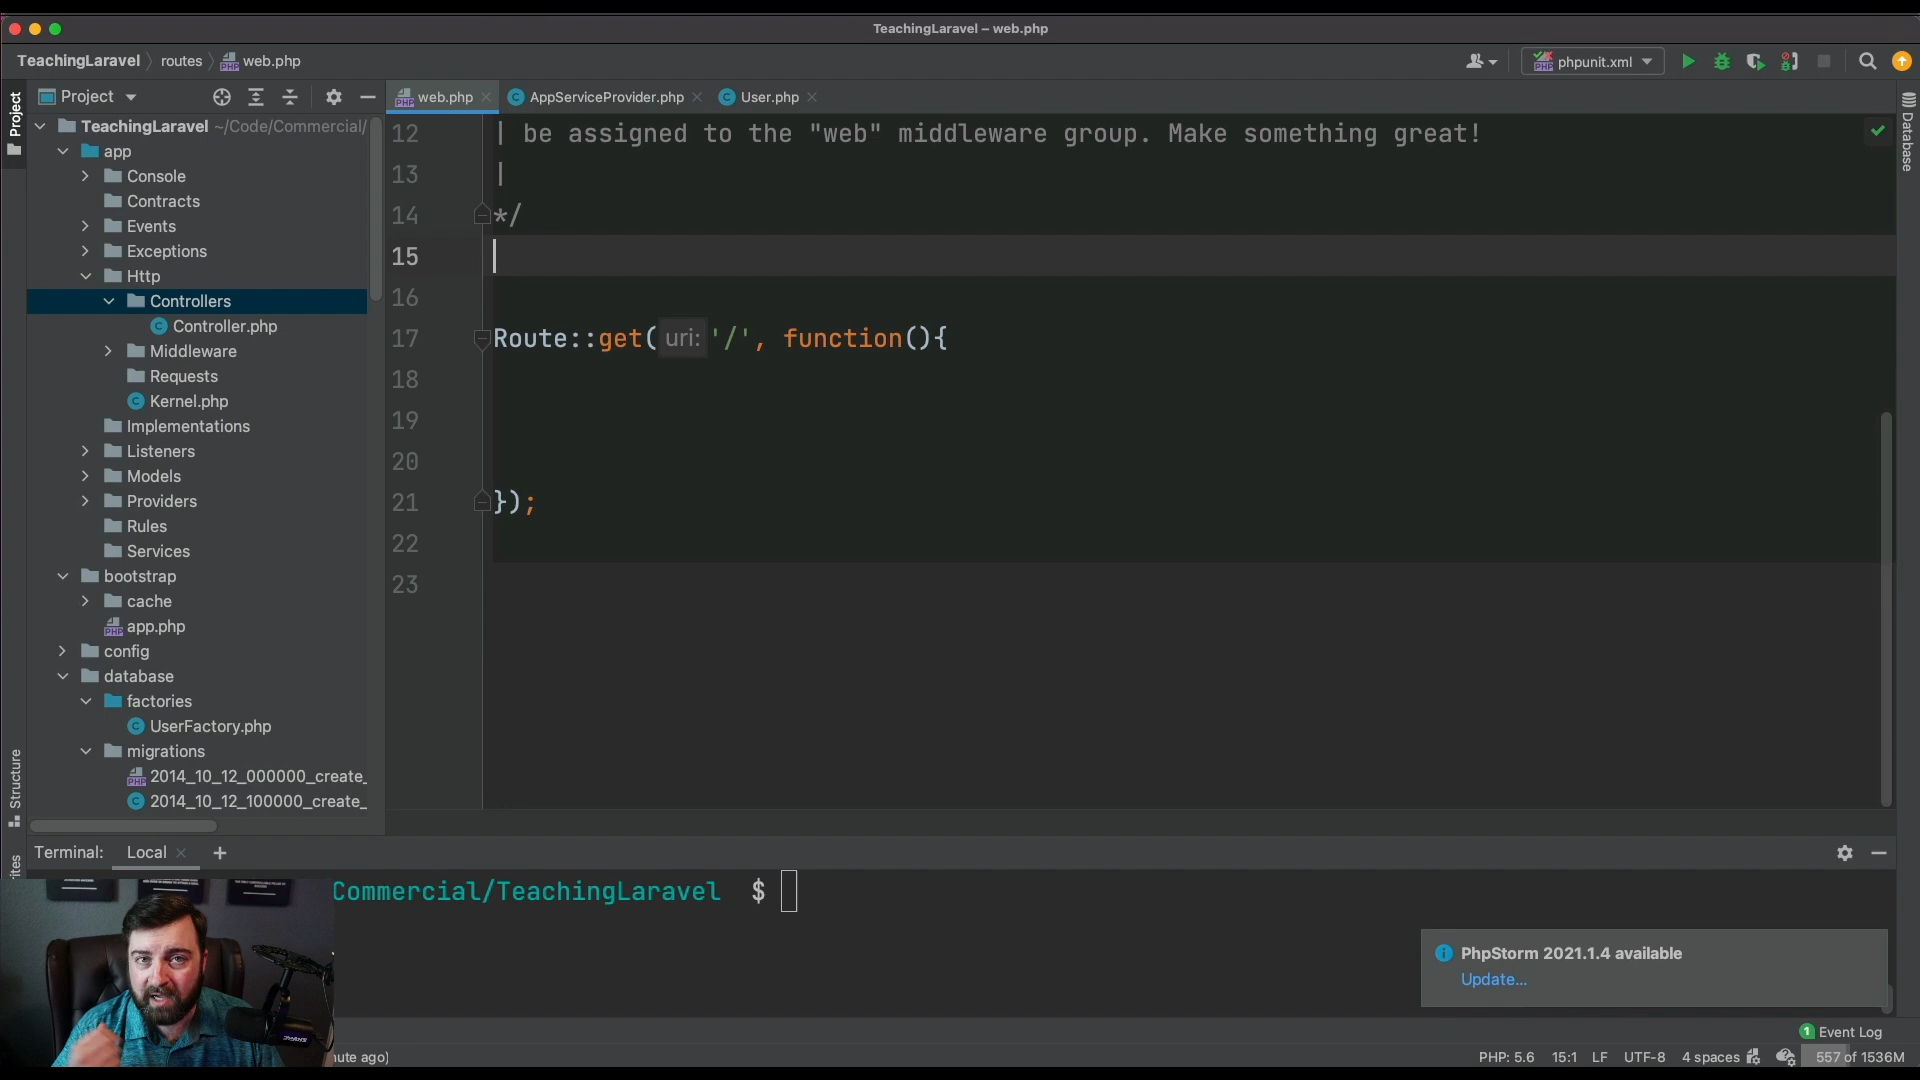 TeachingLaravel – web.php
TeachingLaravel
routes
web.php
phpunit.xml
Project
Project
web.php
AppServiceProvider.php
User.php
Database
TeachingLaravel ~/Code/Commercial/
app
Console
Contracts
Events
Exceptions
Http
Controllers
Controller.php
Middleware
Requests
Kernel.php
Implementations
Listeners
Models
Providers
Rules
Services
bootstrap
cache
app.php
config
database
factories
UserFactory.php
migrations
2014_10_12_000000_create_
2014_10_12_100000_create_
Structure
12 | be assigned to the "web" middleware group. Make something great!
13 |
14 */
15
16
17 Route::get( uri: '/', function(){
18
19
20
21 });
22
23
Terminal: Local
Commercial/TeachingLaravel $
PhpStorm 2021.1.4 available
Update...
1 Event Log
ago)
PHP: 5.6 15:1 LF UTF-8 4 spaces 557 of 1536M